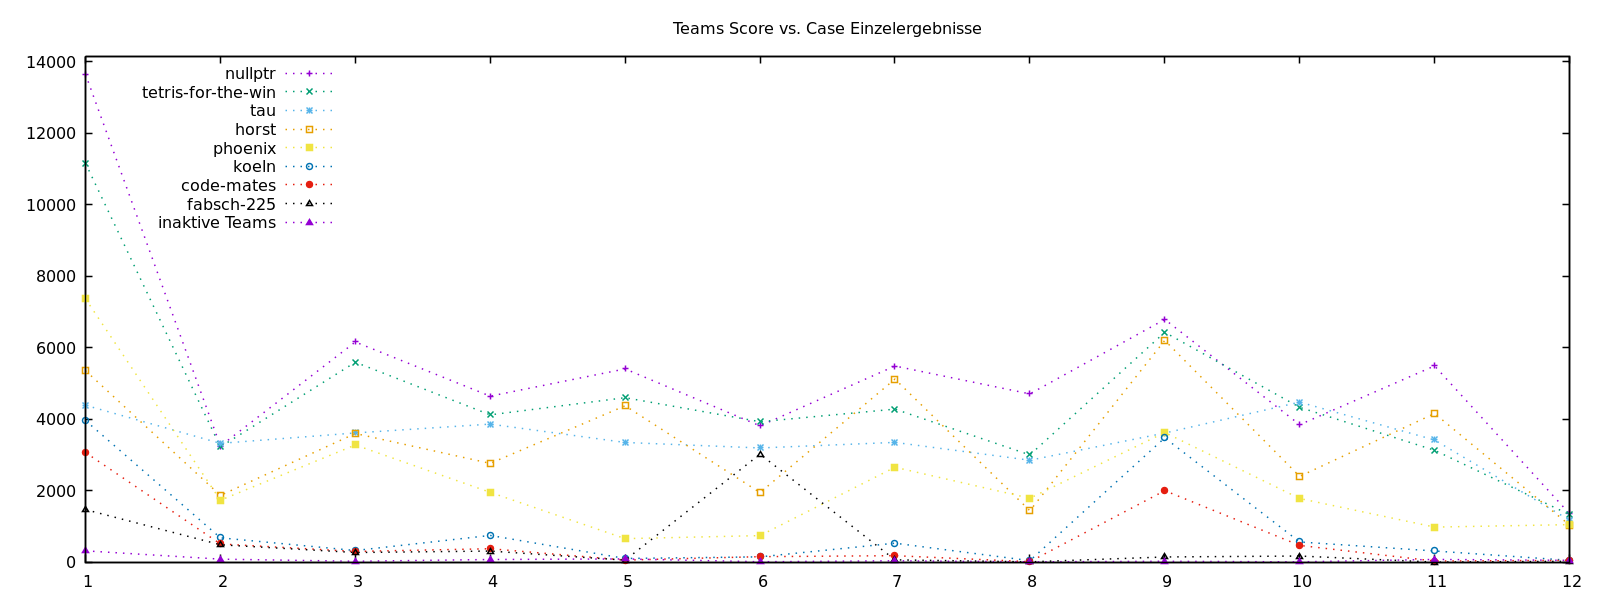 Teams Score vs. Case Einzelergebnisse
14000
12000
10000
8000
6000
4000
2000
0
nullptr
tetris-for-the-win
tau
horst
phoenix
koeln
code-mates
fabsch-225
inaktive Teams
1 2 3 4 5 6 7 8 9 10 11 12